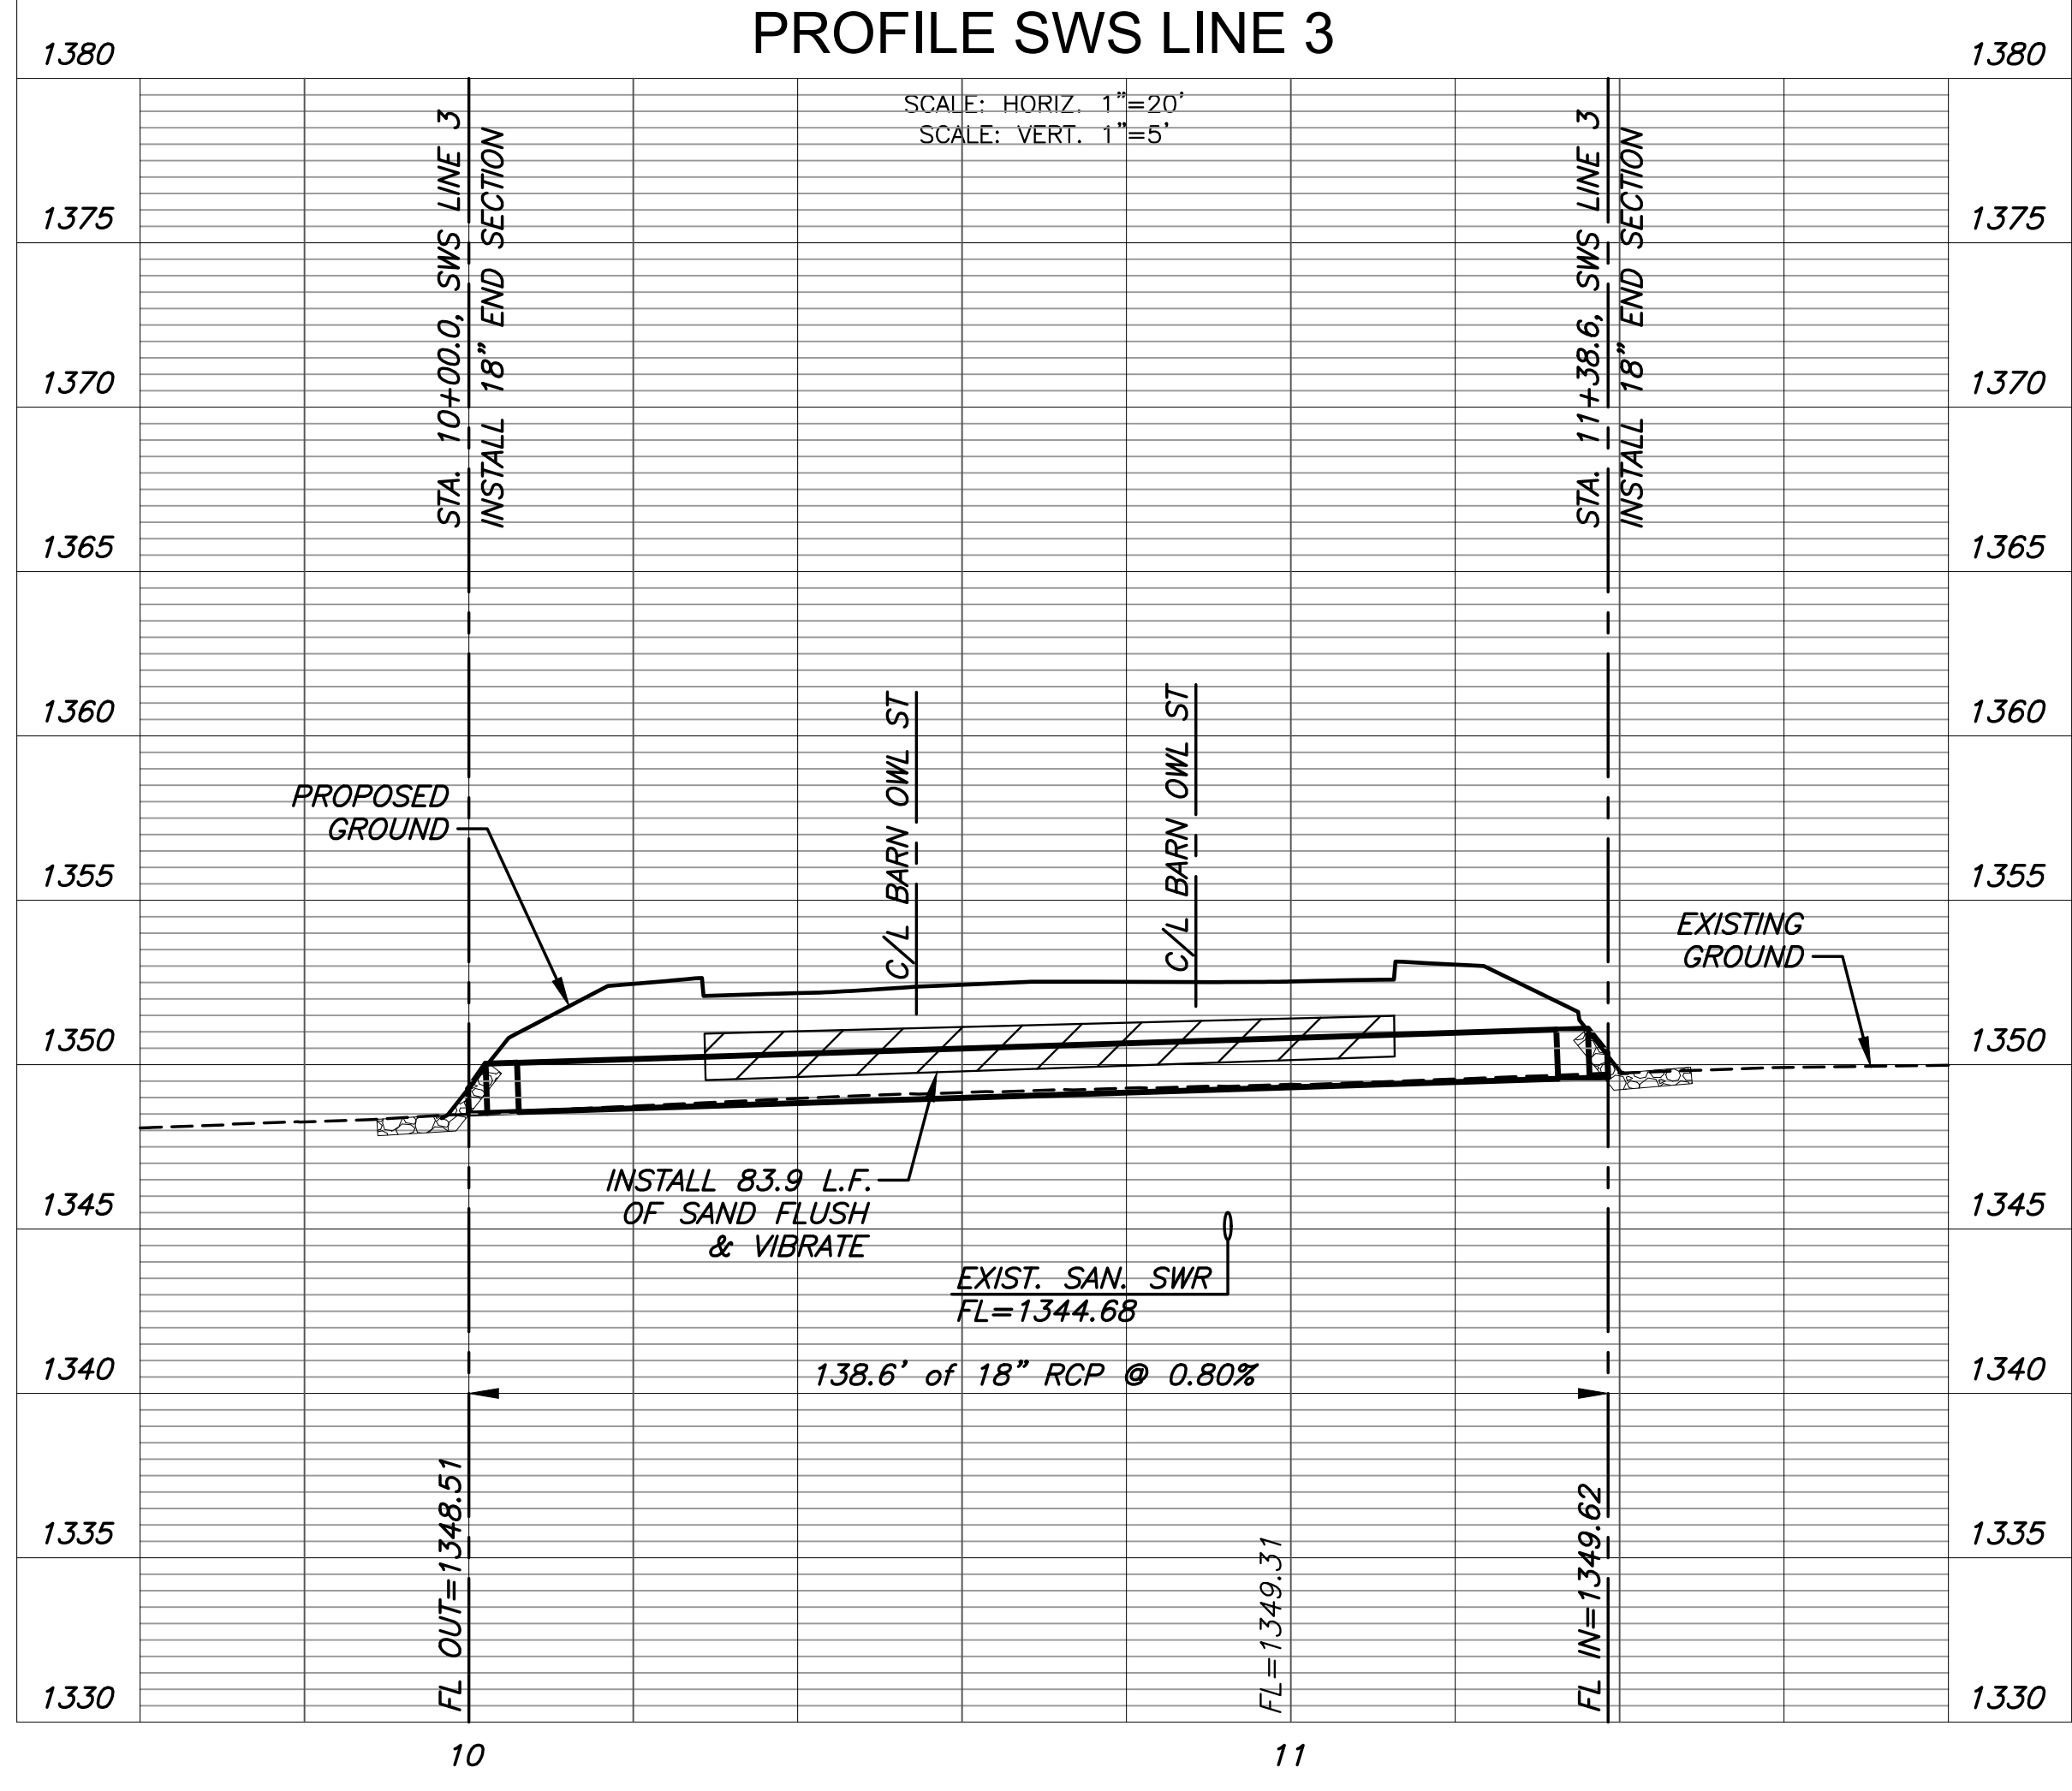 PROFILE SWS LINE 3
SCALE: HORIZ. 1"=20'
SCALE: VERT. 1"=5'
1380
1380
1375
1375
1370
1370
1365
1365
1360
1360
1355
1355
1350
1350
1345
1345
1340
1340
1335
1335
1330
1330
STA. 10+00.0, SWS LINE 3
INSTALL 18" END SECTION
STA. 11+38.6, SWS LINE 3
INSTALL 18" END SECTION
C/L BARN OWL ST
C/L BARN OWL ST
PROPOSED
GROUND
EXISTING
GROUND
INSTALL 83.9 L.F.
OF SAND FLUSH
& VIBRATE
EXIST. SAN. SWR
FL=1344.68
138.6' of 18" RCP @ 0.80%
FL OUT=1348.51
FL=1349.31
FL IN=1349.62
10
11